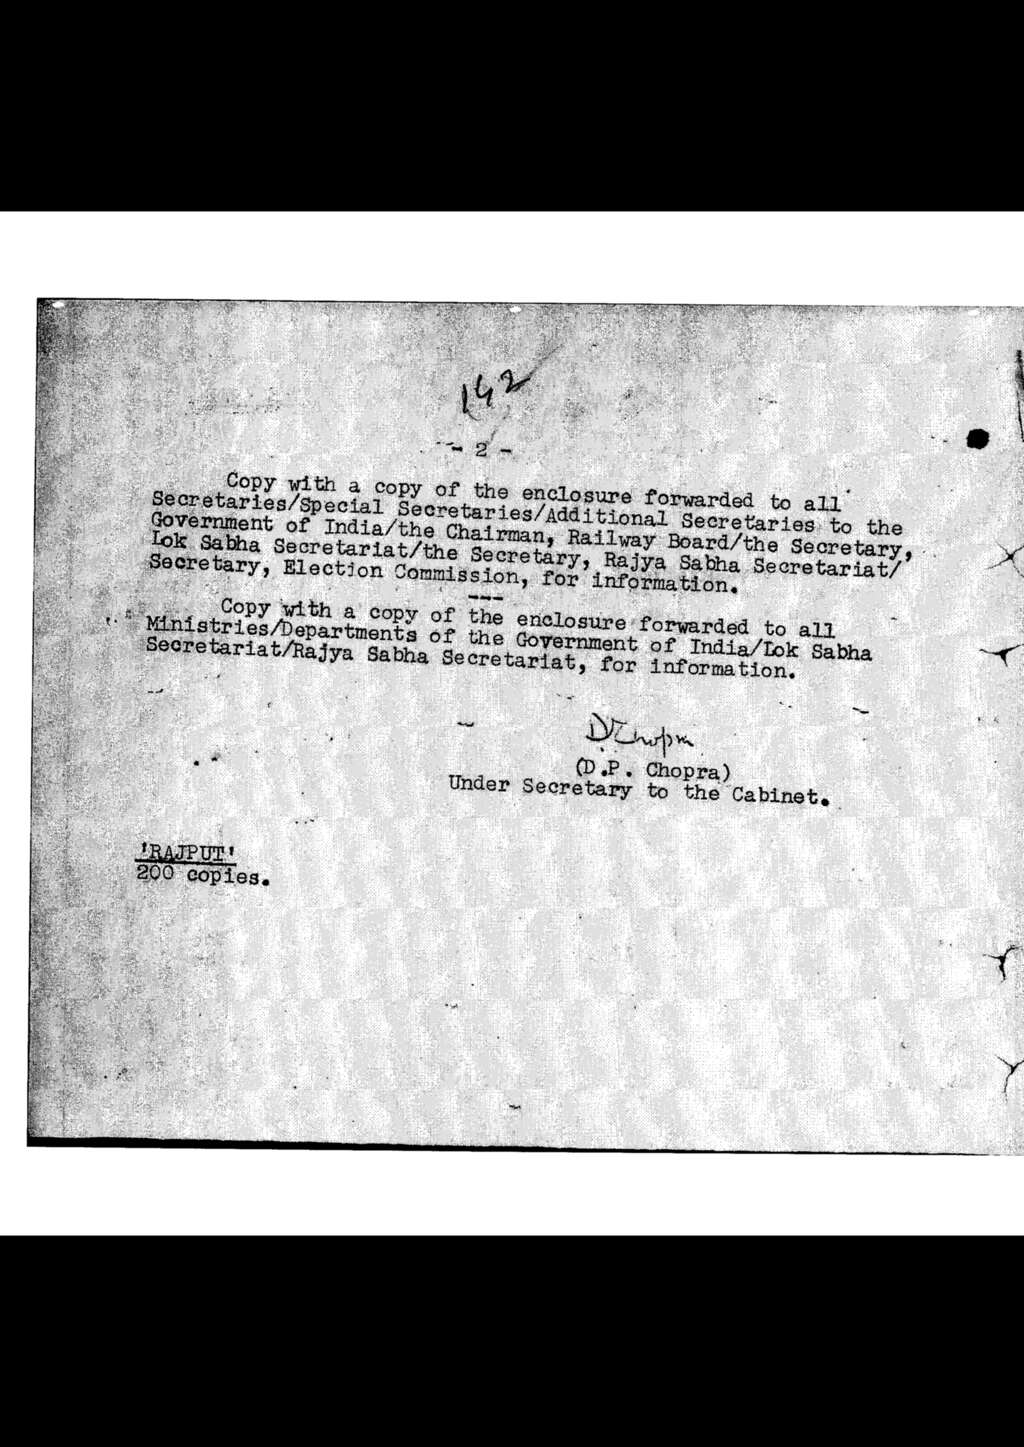 142
- 2 -
Copy with a copy of the enclosure forwarded to all
Secretaries/Special Secretaries/Additional Secretaries to the
Government of India/the Chairman, Railway Board/the Secretary,
Lok Sabha Secretariat/the Secretary, Rajya Sabha Secretariat/
Secretary, Election Commission, for information.
---
Copy with a copy of the enclosure forwarded to all
Ministries/Departments of the Government of India/Lok Sabha
Secretariat/Rajya Sabha Secretariat, for information.
DPChopra
(D.P. Chopra)
Under Secretary to the Cabinet.
'RAJPUT'
200 copies.